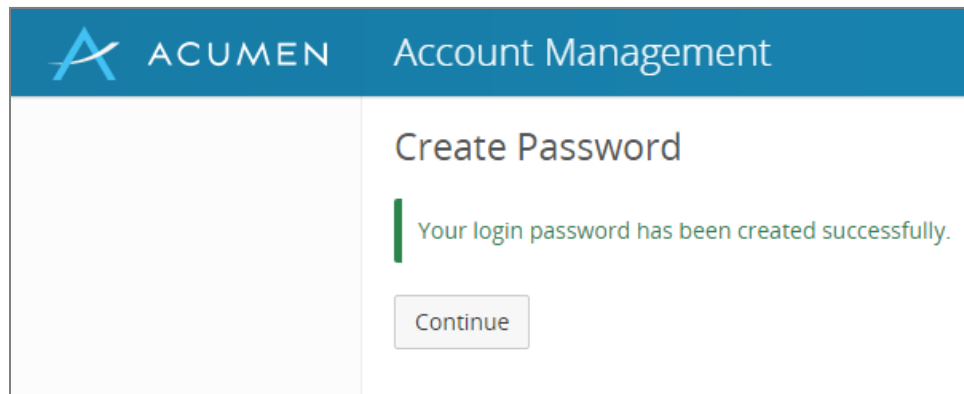 ACUMEN Account Management
Create Password
Your login password has been created successfully.
Continue